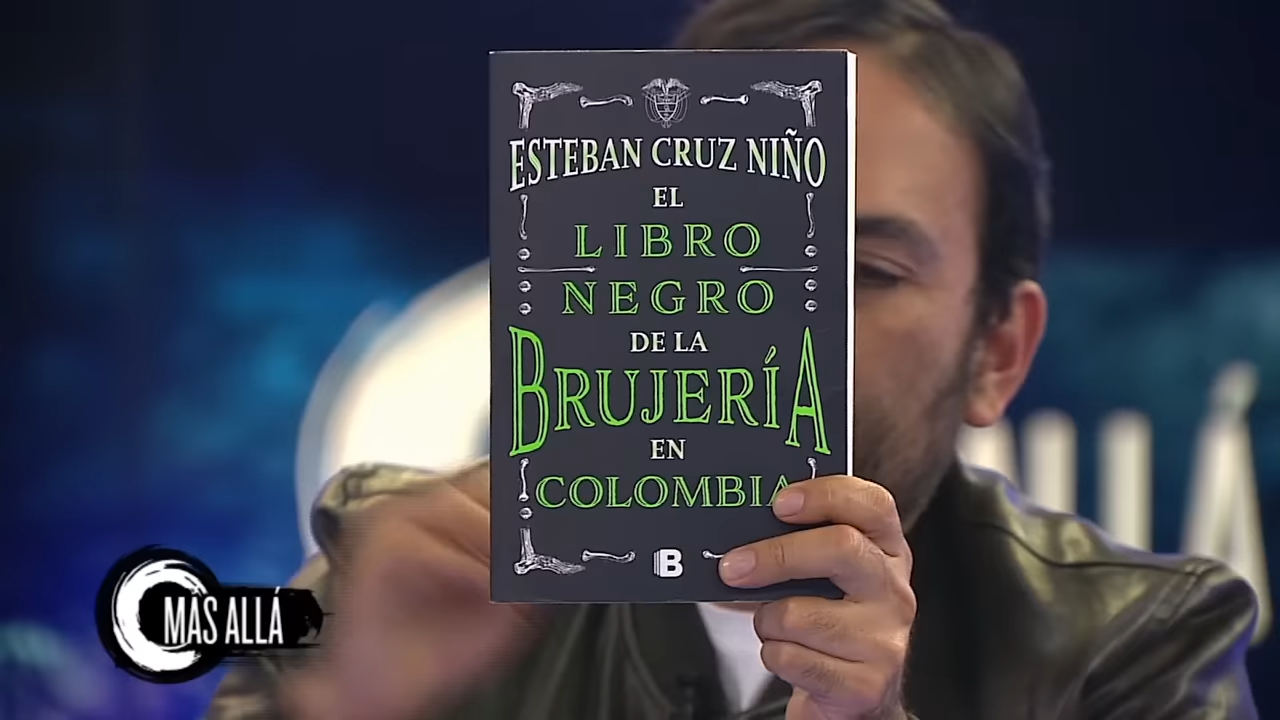 ESTEBAN CRUZ NIÑO
EL
LIBRO
NEGRO
DE LA
BRUJERÍA
EN
COLOMBIA
B
MÁS ALLÁ